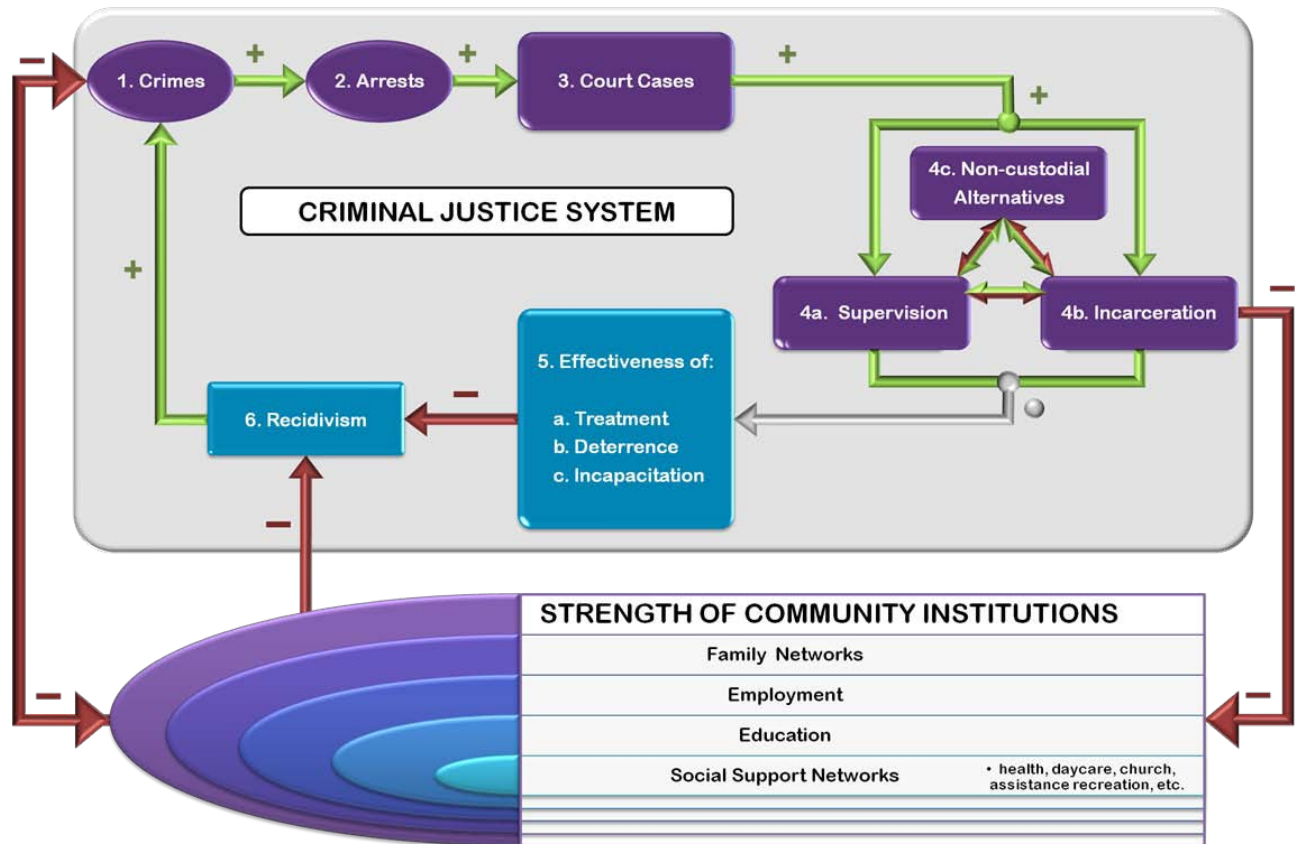 1. Crimes
2. Arrests
3. Court Cases
4c. Non-custodial
Alternatives
CRIMINAL JUSTICE SYSTEM
4a. Supervision
4b. Incarceration
5. Effectiveness of:
a. Treatment
b. Deterrence
c. Incapacitation
6. Recidivism
STRENGTH OF COMMUNITY INSTITUTIONS
Family Networks
Employment
Education
Social Support Networks
• health, daycare, church,
assistance recreation, etc.